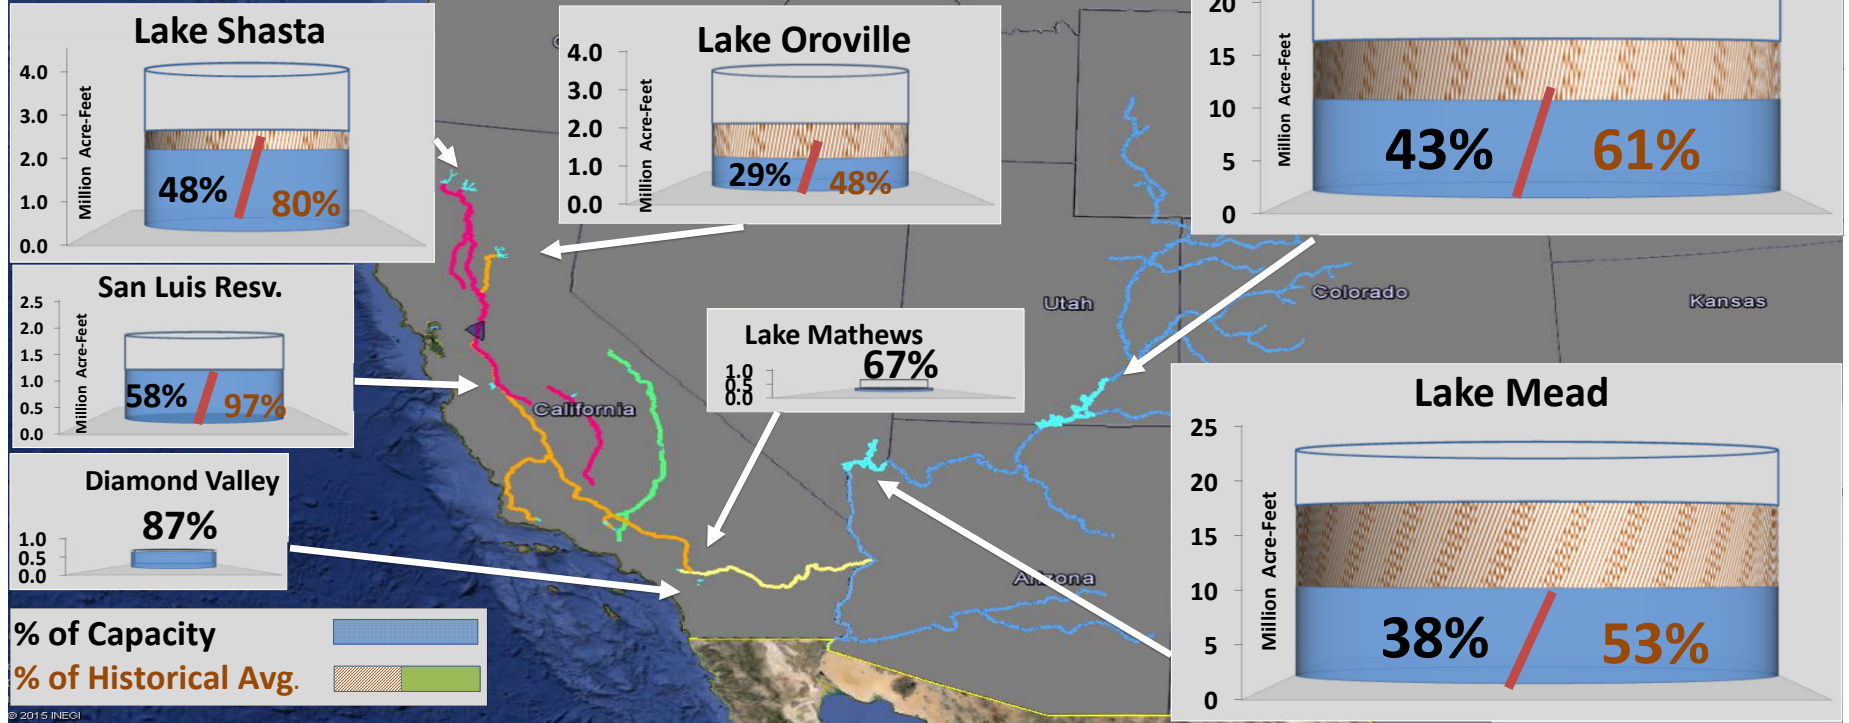 Lake Shasta
4.0
3.0
2.0
1.0
0.0
Million Acre-Feet
48%
80%
Lake Oroville
4.0
3.0
2.0
1.0
0.0
Million Acre-Feet
29%
48%
20
15
10
5
0
Million Acre-Feet
43%
61%
San Luis Resv.
2.5
2.0
1.5
1.0
0.5
0.0
Million Acre-Feet
58%
97%
Lake Mathews
67%
1.0
0.5
0.0
Utah
Colorado
Kansas
California
Arizona
Diamond Valley
87%
1.0
0.5
0.0
Lake Mead
25
20
15
10
5
0
Million Acre-Feet
38%
53%
% of Capacity
% of Historical Avg.
© 2015 INEGI